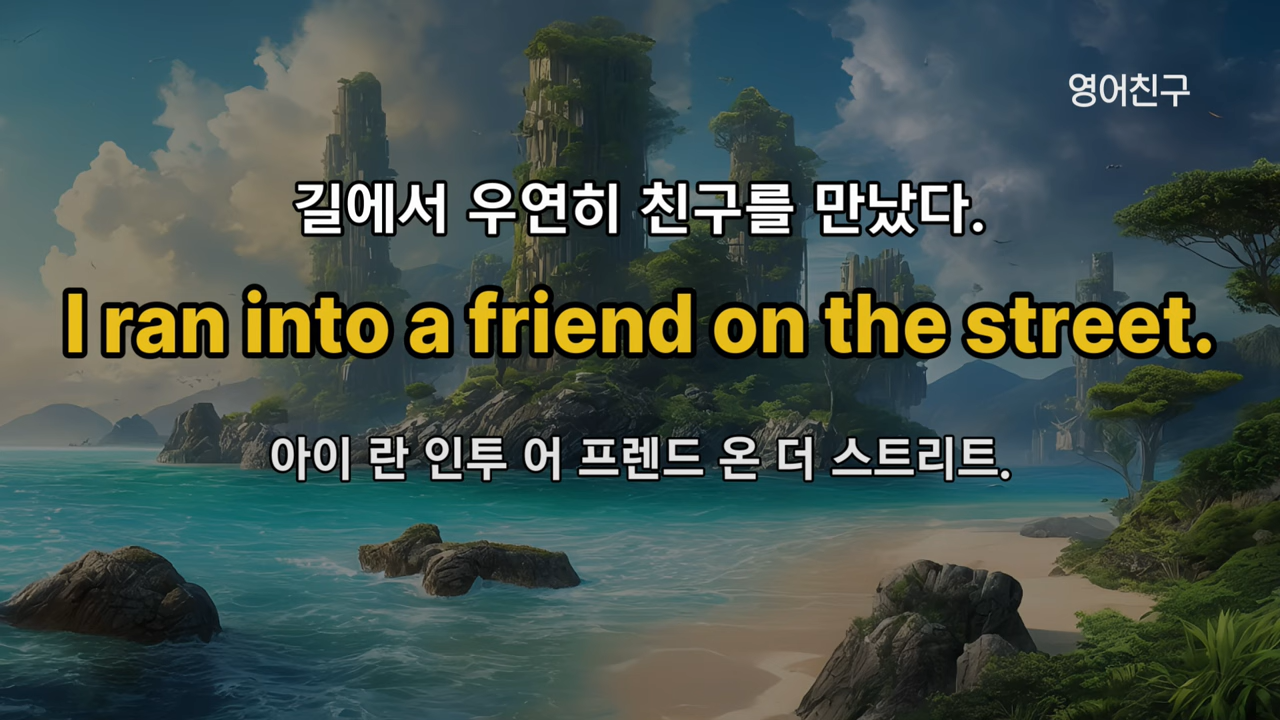 영어친구
길에서 우연히 친구를 만났다.
I ran into a friend on the street.
아이 란 인투 어 프렌드 온 더 스트리트.